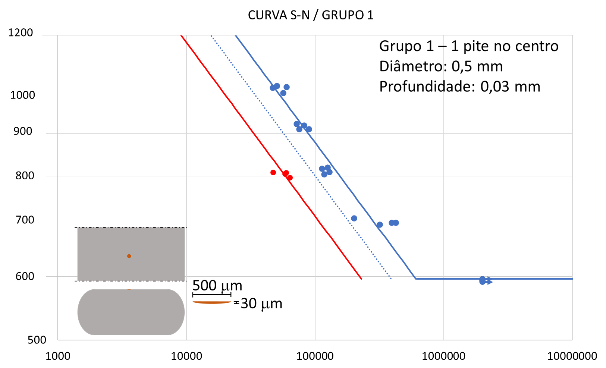 CURVA S-N / GRUPO 1
Grupo 1 – 1 pite no centro
Diâmetro: 0,5 mm
Profundidade: 0,03 mm
1200
1000
900
800
700
600
500
500 µm
≈30 µm
1000
10000
100000
1000000
10000000